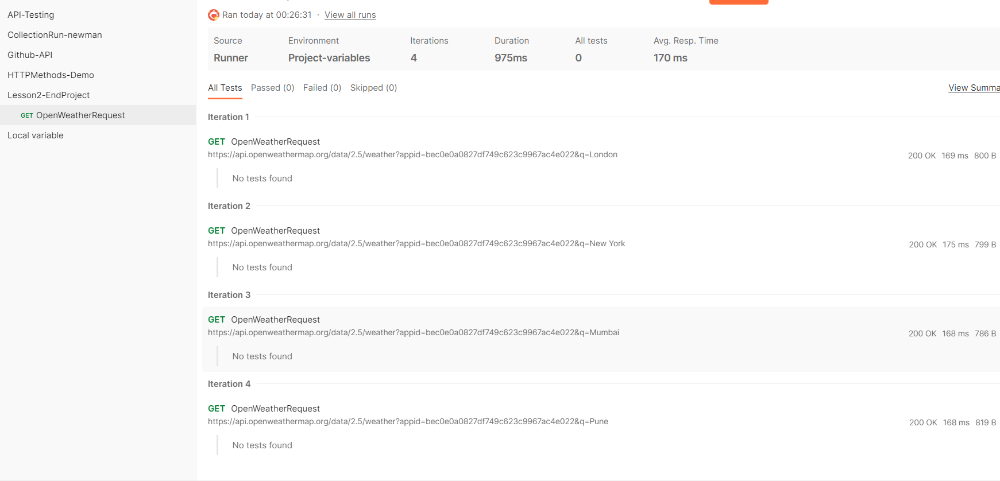 API-Testing
CollectionRun-newman
Github-API
HTTPMethods-Demo
Lesson2-EndProject
GET OpenWeatherRequest
Local variable
Ran today at 00:26:31 · View all runs
Source Environment Iterations Duration All tests Avg. Resp. Time
Runner Project-variables 4 975ms 0 170 ms
All Tests Passed (0) Failed (0) Skipped (0) View Summa
Iteration 1
GET OpenWeatherRequest
https://api.openweathermap.org/data/2.5/weather?appid=bec0e0a0827df749c623c9967ac4e022&q=London
200 OK 169 ms 800 B
No tests found
Iteration 2
GET OpenWeatherRequest
https://api.openweathermap.org/data/2.5/weather?appid=bec0e0a0827df749c623c9967ac4e022&q=New York
200 OK 175 ms 799 B
No tests found
Iteration 3
GET OpenWeatherRequest
https://api.openweathermap.org/data/2.5/weather?appid=bec0e0a0827df749c623c9967ac4e022&q=Mumbai
200 OK 168 ms 786 B
No tests found
Iteration 4
GET OpenWeatherRequest
https://api.openweathermap.org/data/2.5/weather?appid=bec0e0a0827df749c623c9967ac4e022&q=Pune
200 OK 168 ms 819 B
No tests found